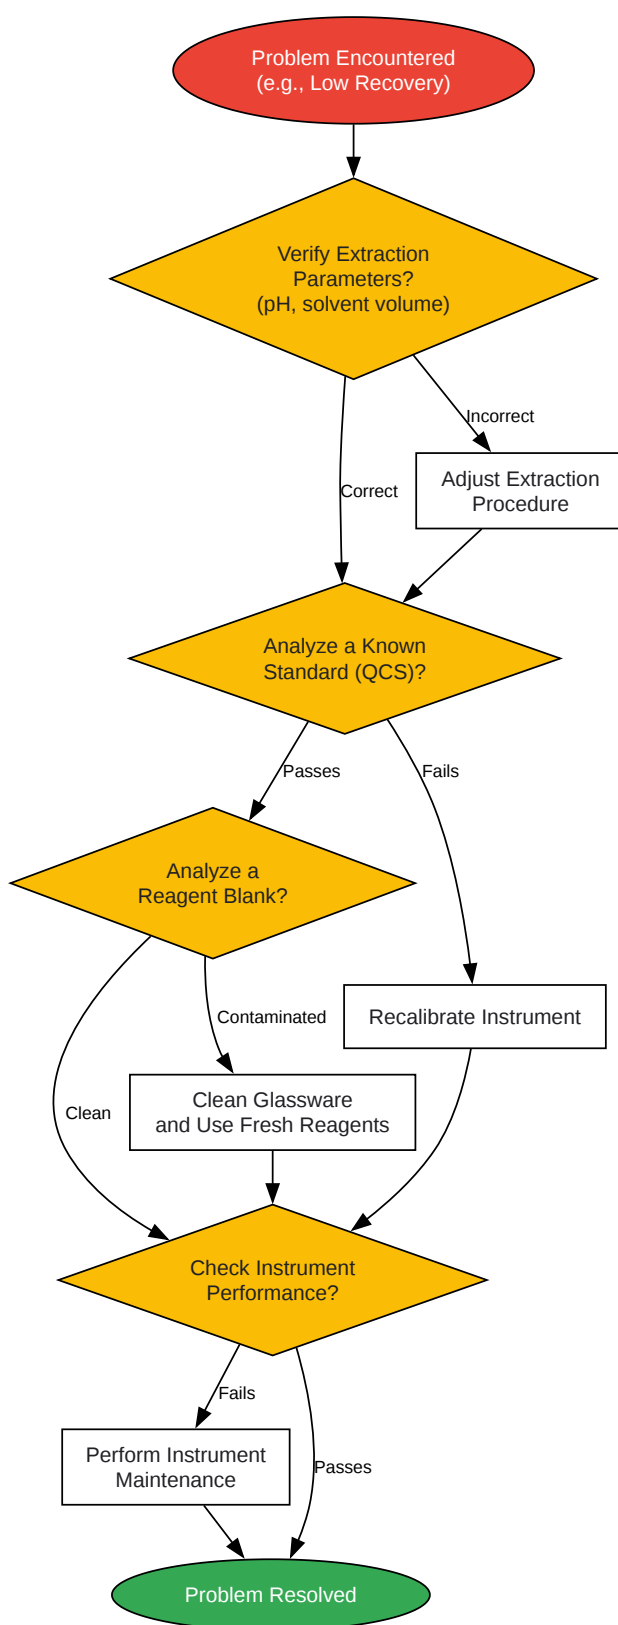 Problem Encountered
(e.g., Low Recovery)
Verify Extraction
Parameters?
(pH, solvent volume)
Incorrect
Adjust Extraction
Procedure
Correct
Analyze a Known
Standard (QCS)?
Passes
Fails
Analyze a
Reagent Blank?
Contaminated
Recalibrate Instrument
Clean
Clean Glassware
and Use Fresh Reagents
Check Instrument
Performance?
Fails
Perform Instrument
Maintenance
Passes
Problem Resolved